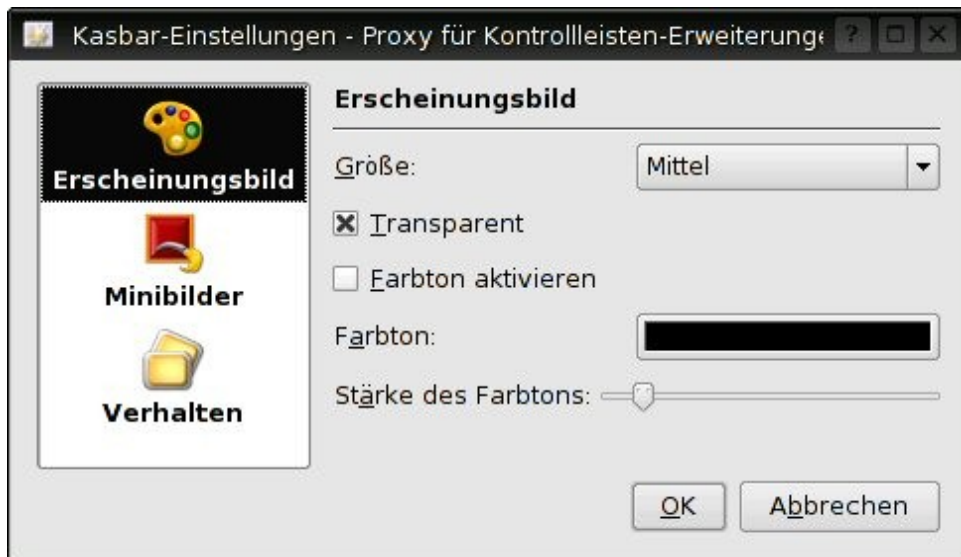 Kasbar-Einstellungen - Proxy für Kontrollleisten-Erweiterunge
Erscheinungsbild
Minibilder
Verhalten
Erscheinungsbild
Größe: Mittel
Transparent
Farbton aktivieren
Farbton:
Stärke des Farbtons:
OK Abbrechen